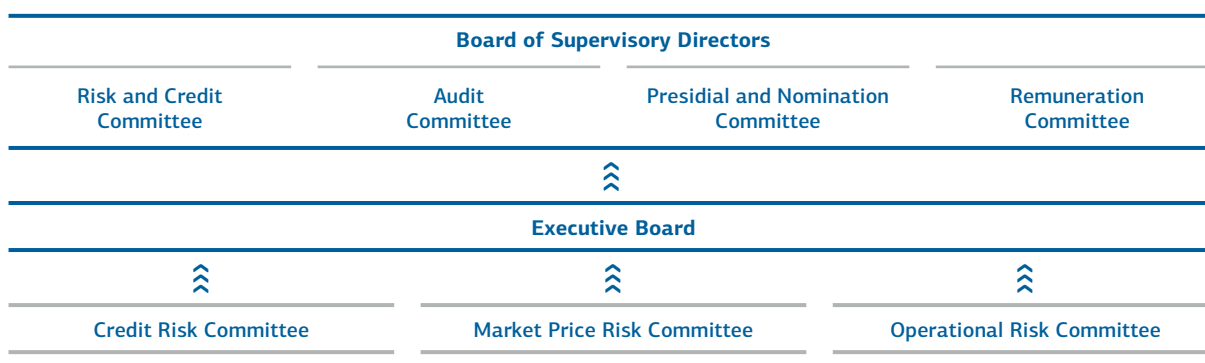 Board of Supervisory Directors
Risk and Credit
Committee
Audit
Committee
Presidial and Nomination
Committee
Remuneration
Committee
Executive Board
Credit Risk Committee
Market Price Risk Committee
Operational Risk Committee